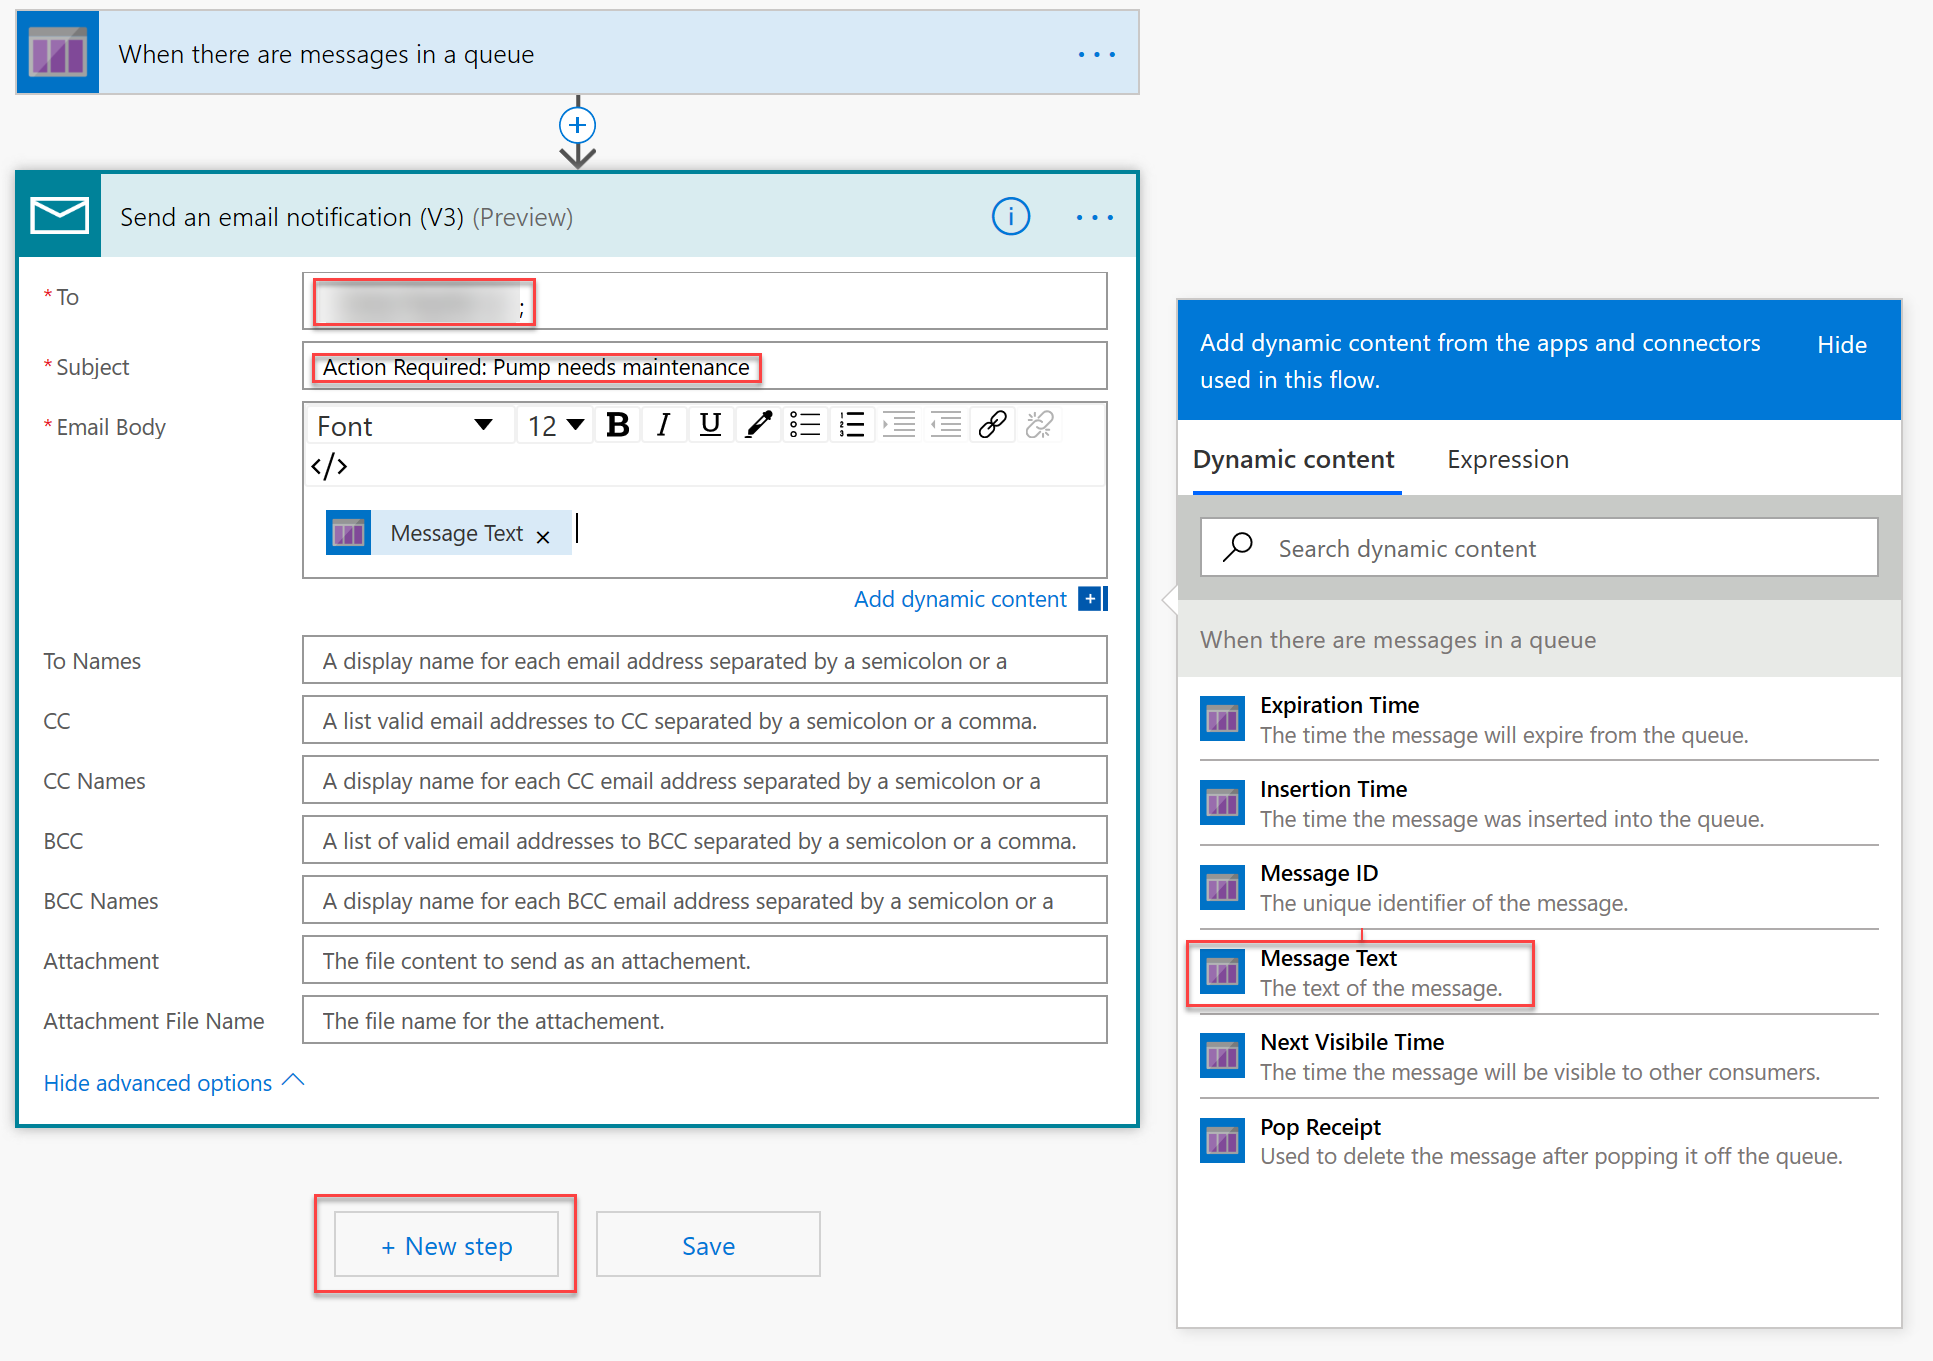 When there are messages in a queue
Send an email notification (V3) (Preview)
* To
;
* Subject
Action Required: Pump needs maintenance
* Email Body
Font
12
B I U
</>
Message Text ×
Add dynamic content +
To Names
A display name for each email address separated by a semicolon or a
CC
A list valid email addresses to CC separated by a semicolon or a comma.
CC Names
A display name for each CC email address separated by a semicolon or a
BCC
A list of valid email addresses to BCC separated by a semicolon or a comma.
BCC Names
A display name for each BCC email address separated by a semicolon or a
Attachment
The file content to send as an attachement.
Attachment File Name
The file name for the attachement.
Hide advanced options
+ New step
Save
Add dynamic content from the apps and connectors
used in this flow.
Hide
Dynamic content
Expression
Search dynamic content
When there are messages in a queue
Expiration Time
The time the message will expire from the queue.
Insertion Time
The time the message was inserted into the queue.
Message ID
The unique identifier of the message.
Message Text
The text of the message.
Next Visibile Time
The time the message will be visible to other consumers.
Pop Receipt
Used to delete the message after popping it off the queue.